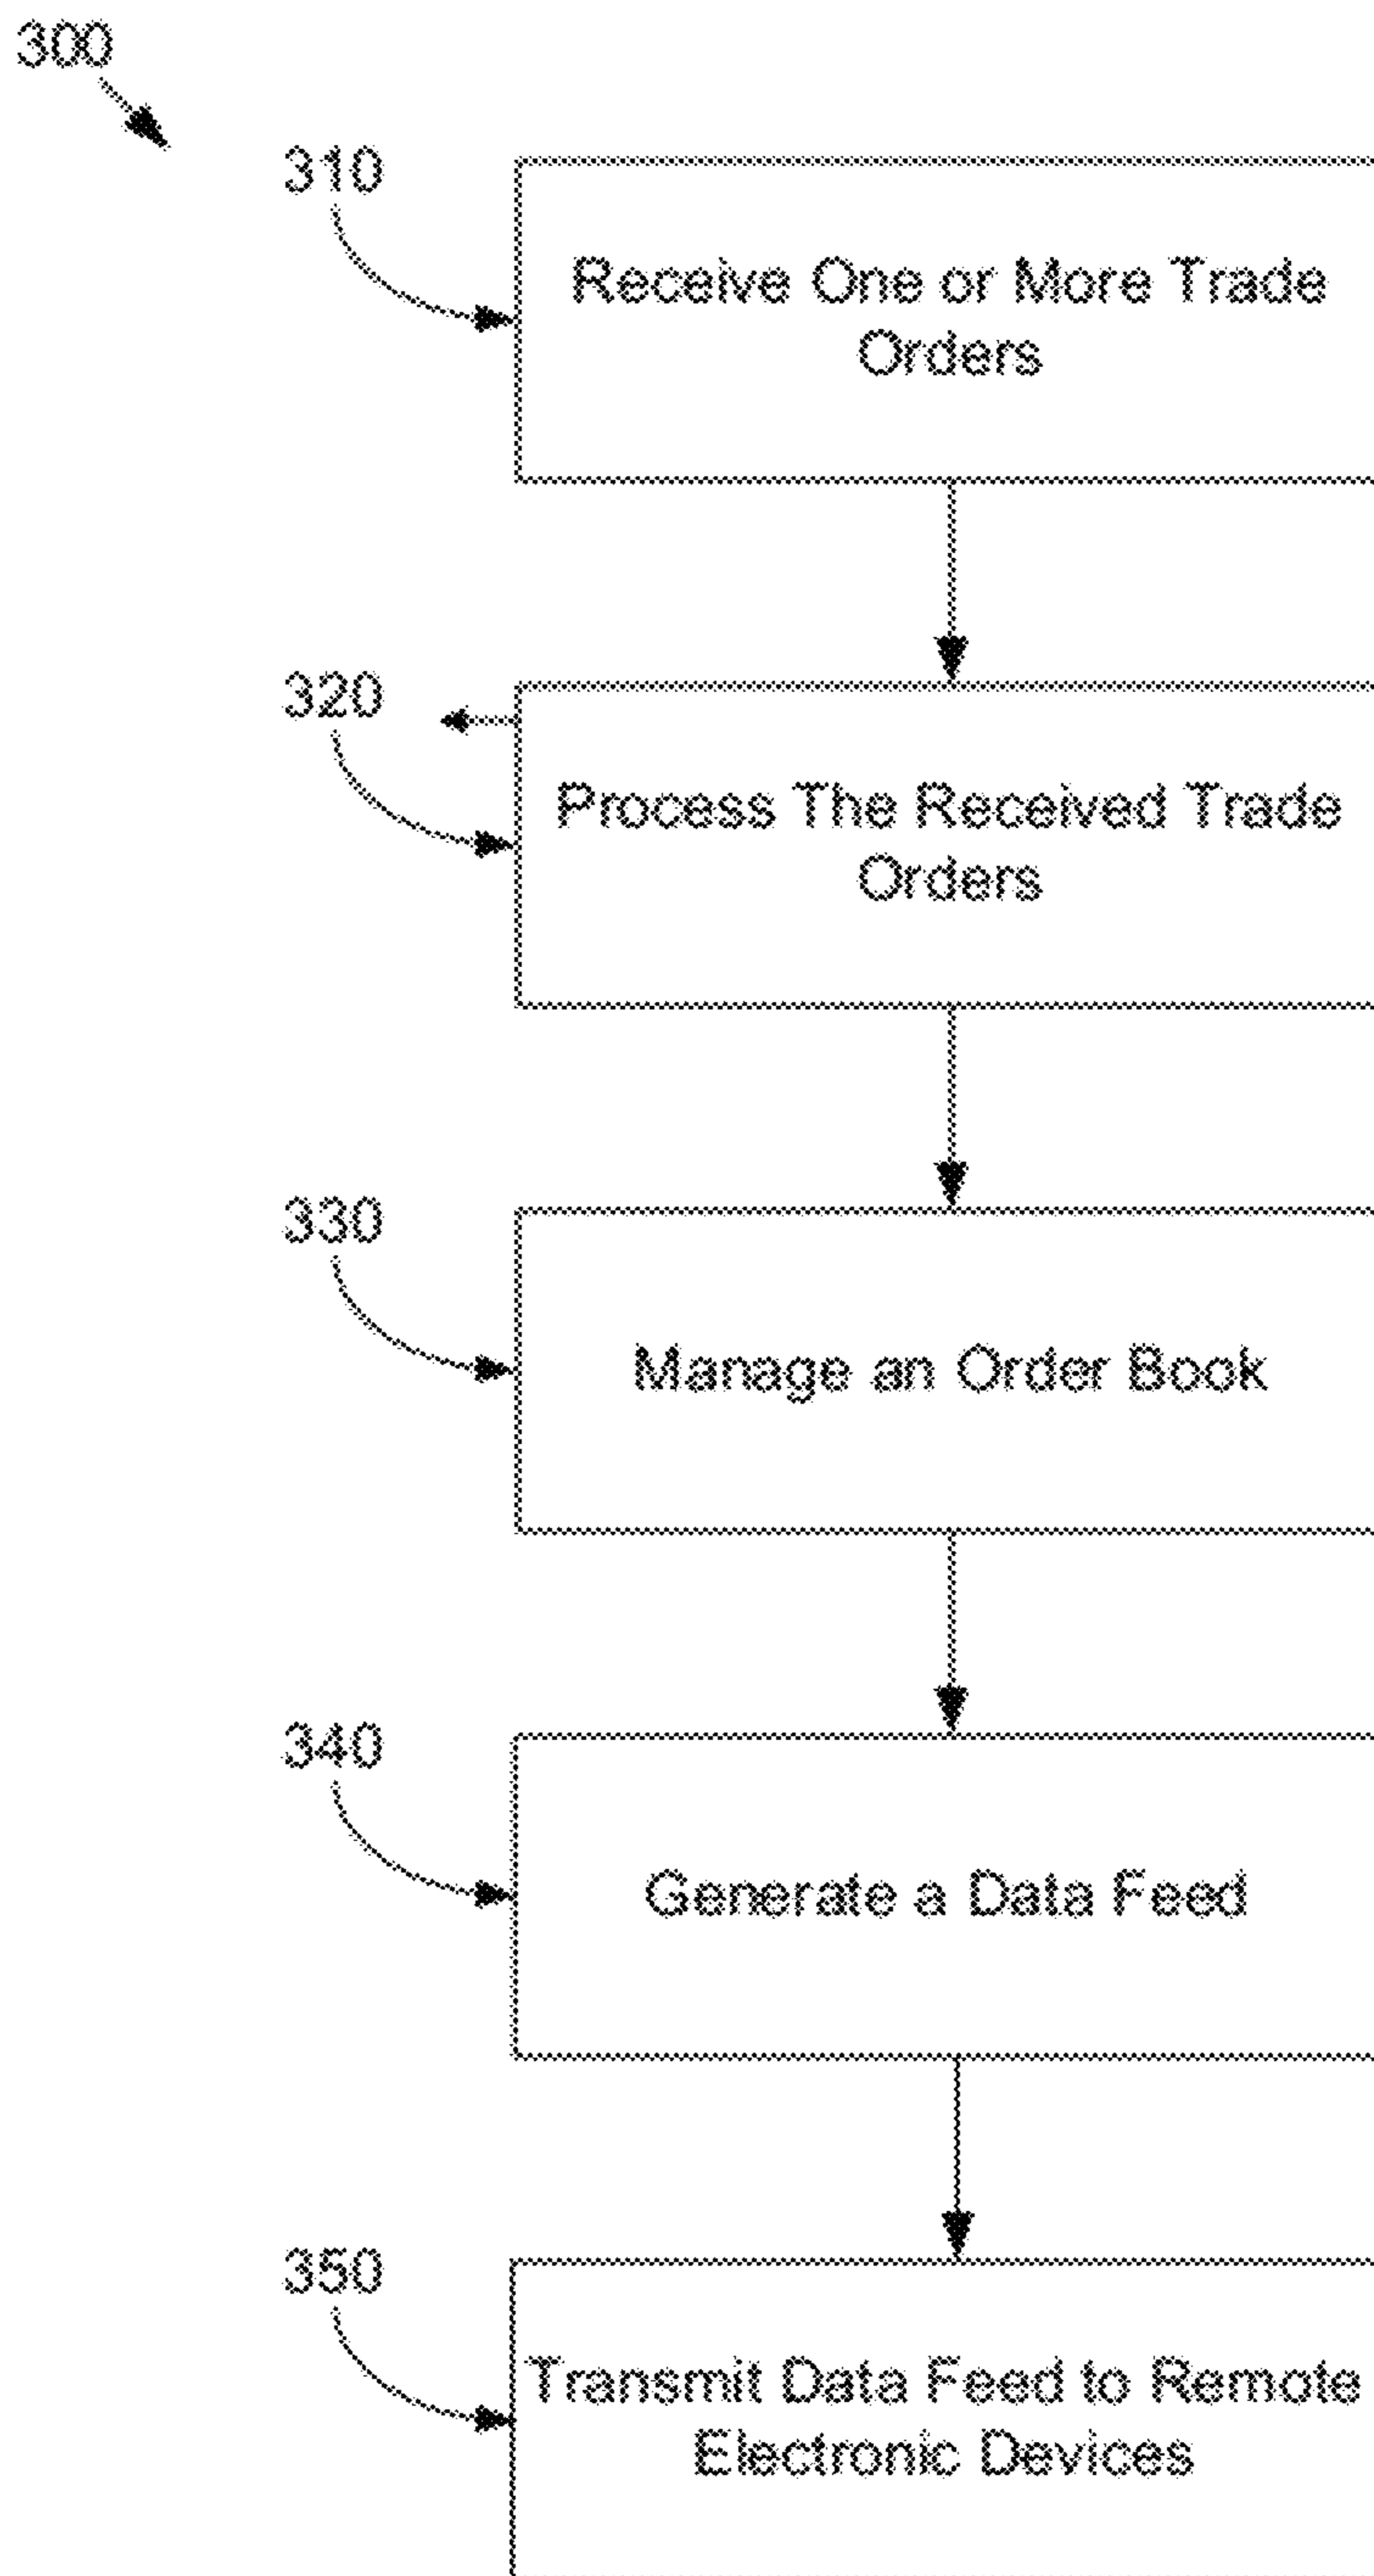 300
310
Receive One or More Trade
Orders
320
Process The Received Trade
Orders
330
Manage an Order Book
340
Generate a Data Feed
350
Transmit Data Feed to Remote
Electronic Devices